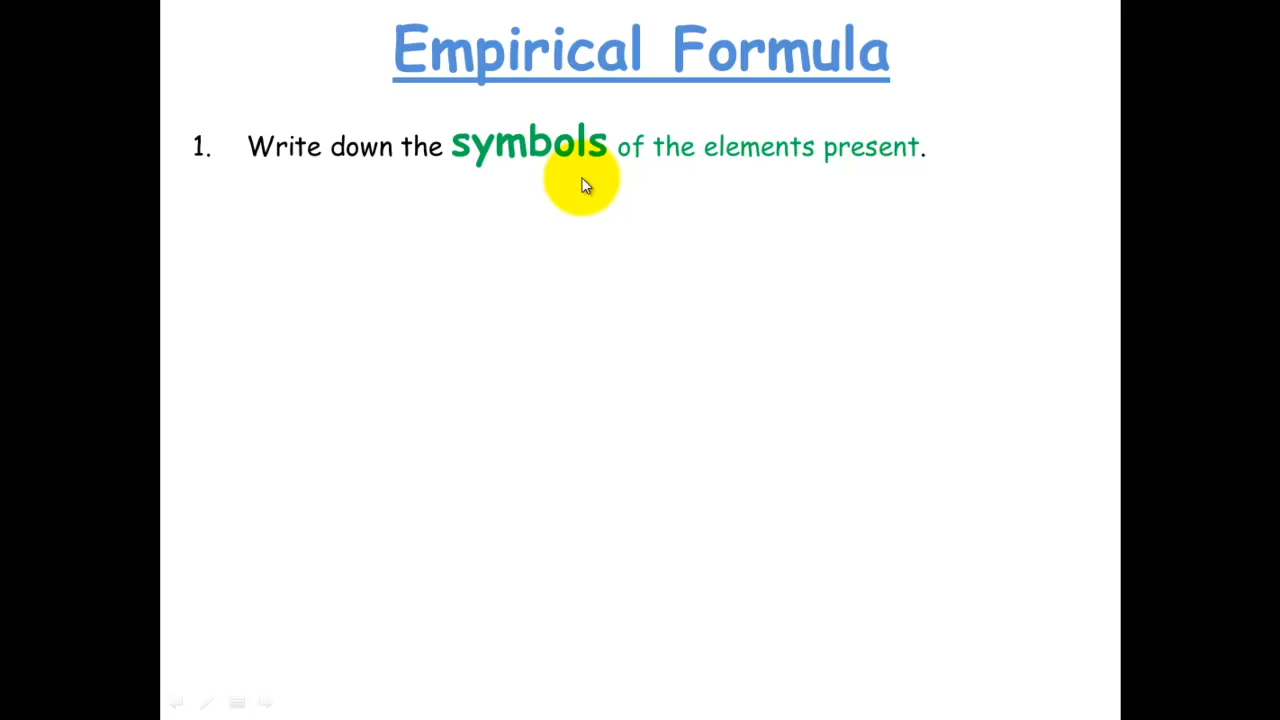 Empirical Formula
1. Write down the symbols of the elements present.